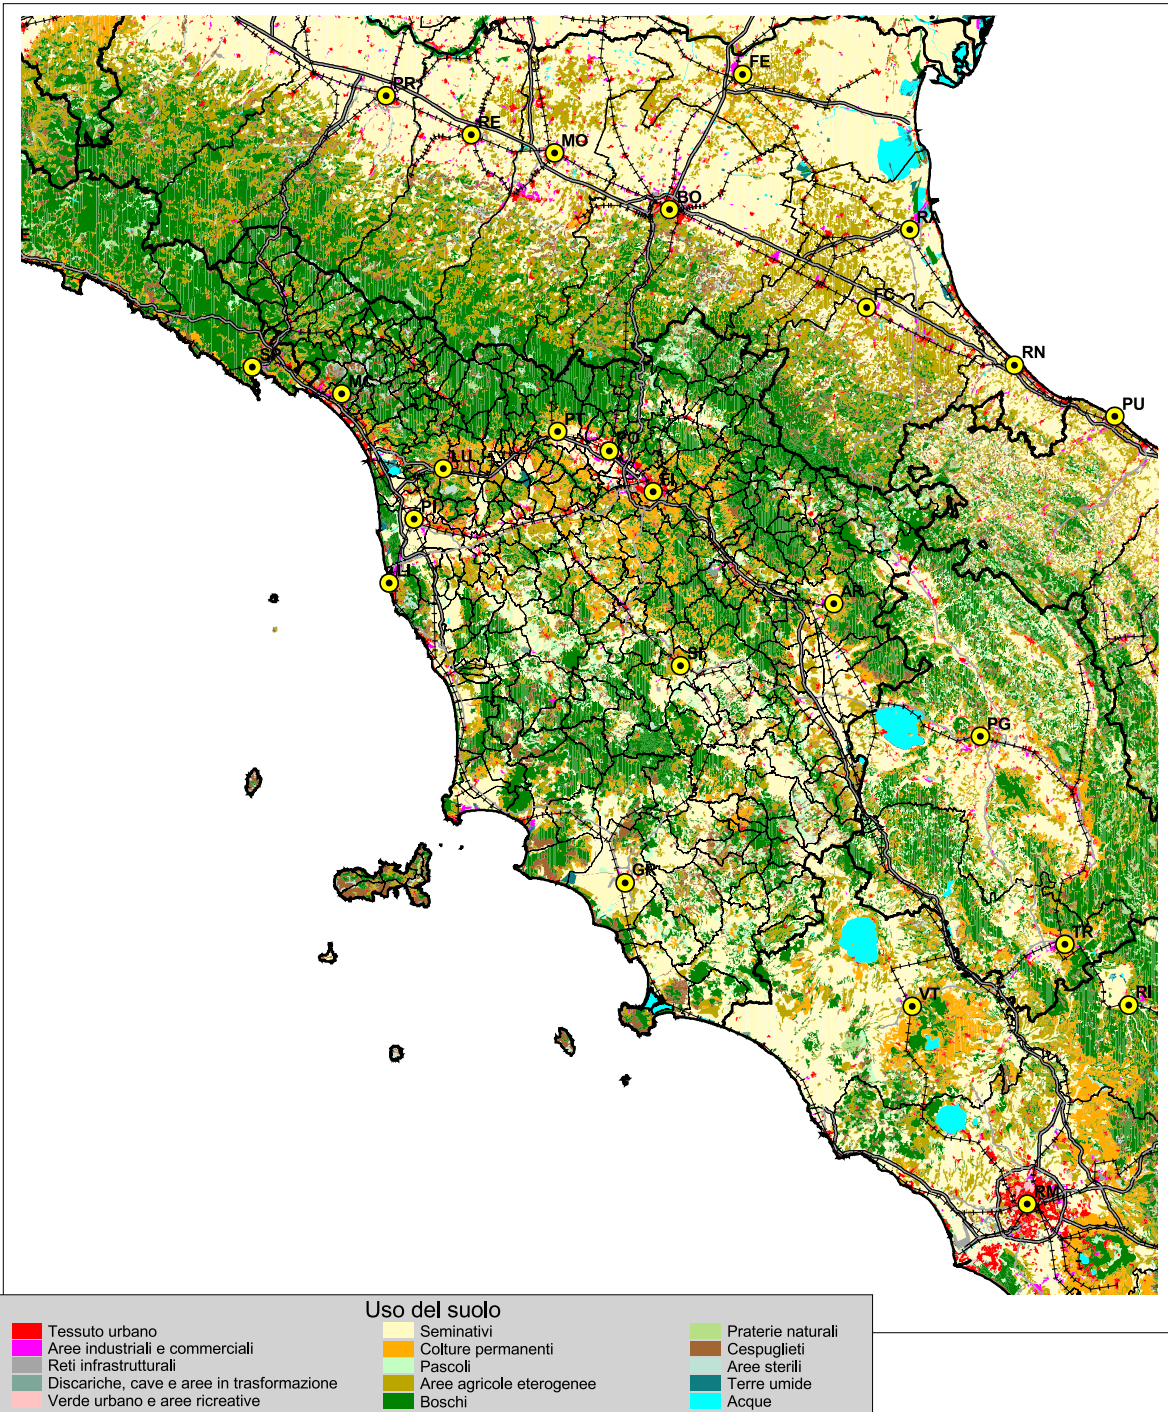 FE
PR
RE
MO
BO
RA
E
FC
SP
RN
MC
PU
PT
PO
LU
FI
PI
LI
AR
SI
PG
GR
TR
VT
RI
RM
Uso del suolo
Tessuto urbano
Aree industriali e commerciali
Reti infrastrutturali
Discariche, cave e aree in trasformazione
Verde urbano e aree ricreative
Seminativi
Colture permanenti
Pascoli
Aree agricole eterogenee
Boschi
Praterie naturali
Cespuglieti
Aree sterili
Terre umide
Acque